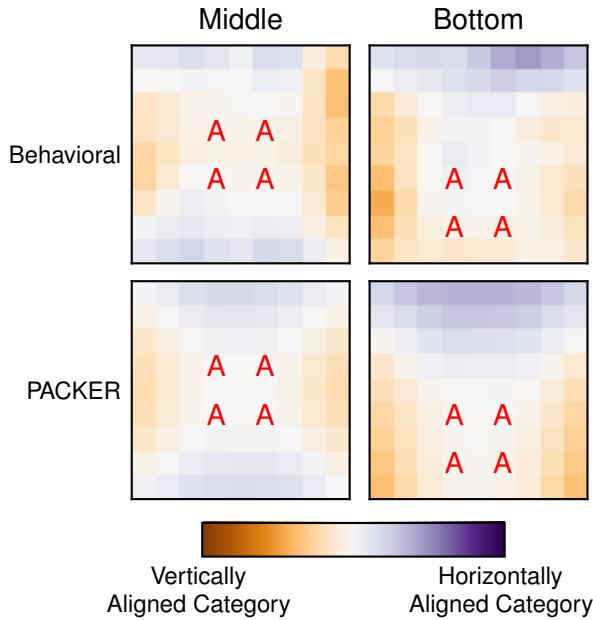 Middle Bottom
Behavioral
A A A A
A A
A A
PACKER
A A
A A A A
A A
Vertically
Aligned Category
Horizontally
Aligned Category